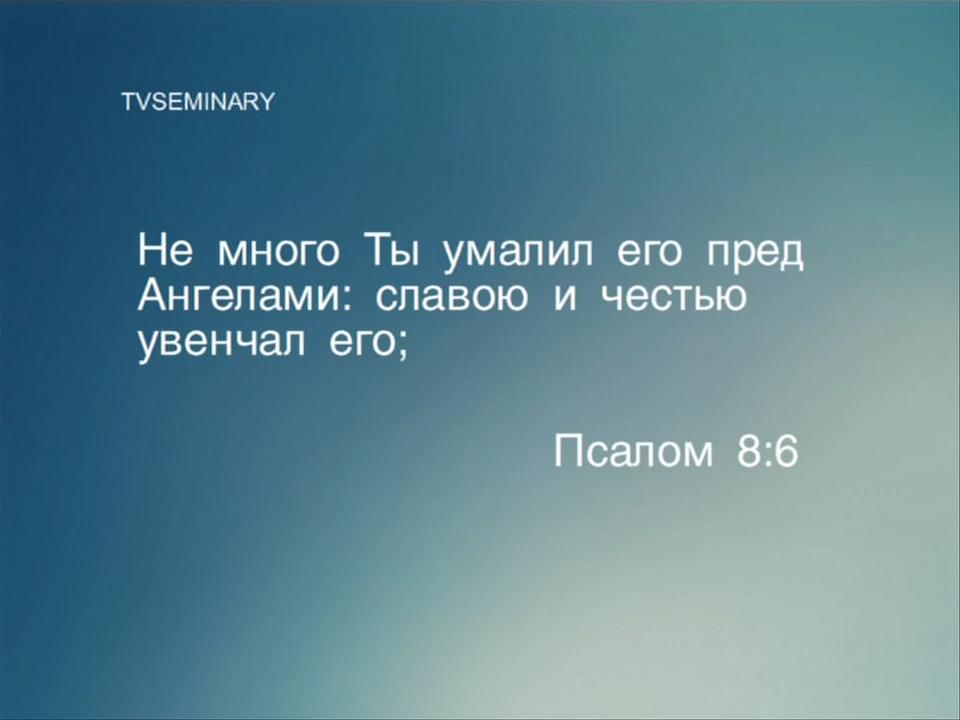 TVSEMINARY
Не много Ты умалил его пред
Ангелами: славою и честью
увенчал его;
Псалом 8:6